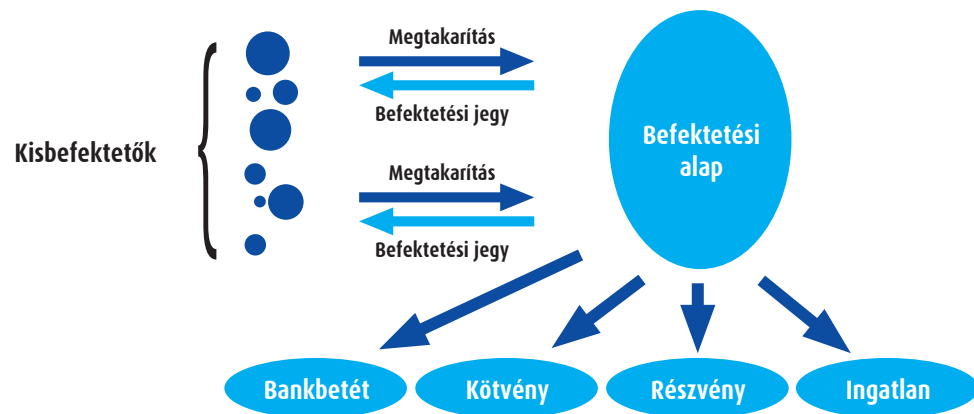 Megtakarítás
Befektetési jegy
Kisbefektetők
Befektetési
alap
Megtakarítás
Befektetési jegy
Bankbetét
Kötvény
Részvény
Ingatlan